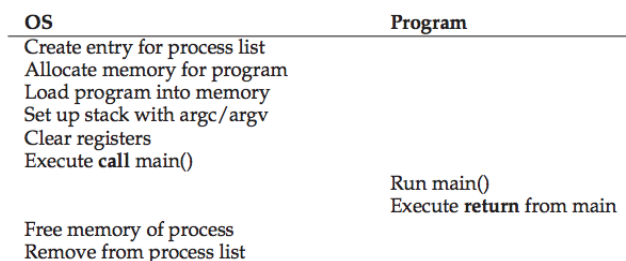 OS Program
Create entry for process list
Allocate memory for program
Load program into memory
Set up stack with argc/argv
Clear registers
Execute call main()
Run main()
Execute return from main
Free memory of process
Remove from process list